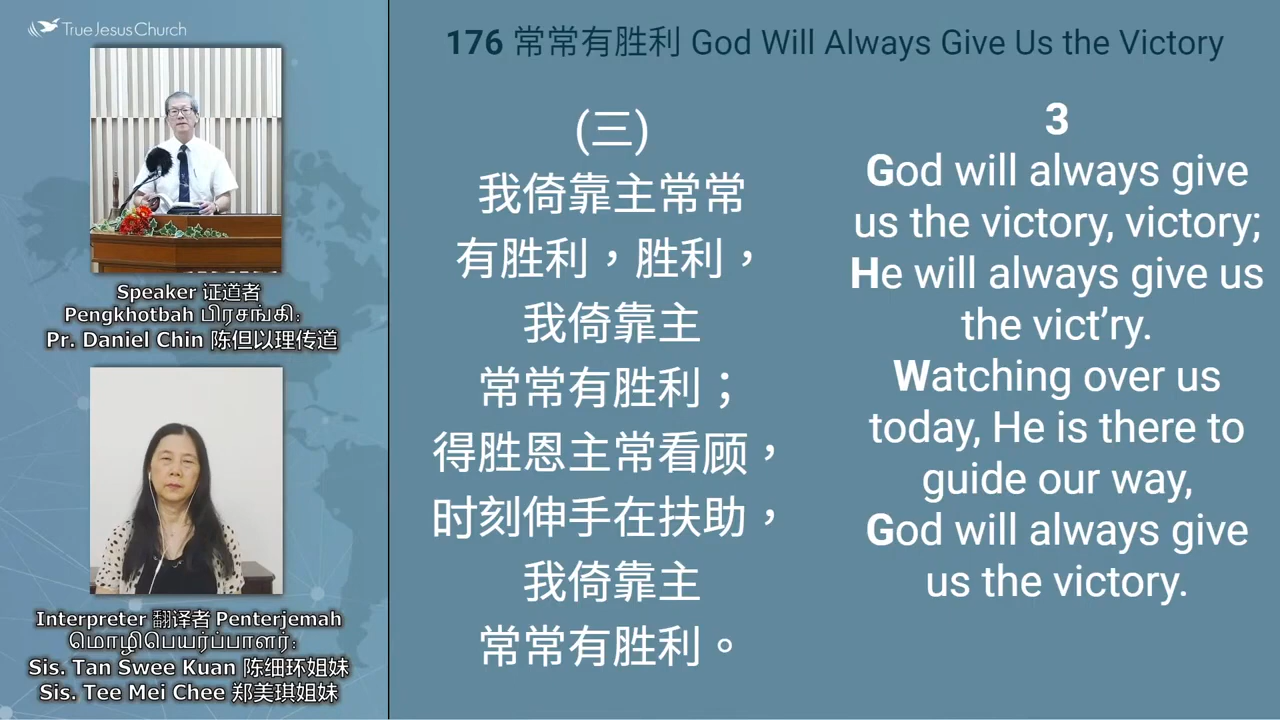 True Jesus Church
Speaker 证道者
Pengkhotbah பிரசங்கி:
Pr. Daniel Chin 陈但以理传道
Interpreter 翻译者 Penterjemah
மொழிபெயர்ப்பாளர்:
Sis. Tan Swee Kuan 陈细环姐妹
Sis. Tee Mei Chee 郑美琪姐妹
176 常常有胜利 God Will Always Give Us the Victory
(三)
我倚靠主常常
有胜利，胜利，
我倚靠主
常常有胜利；
得胜恩主常看顾，
时刻伸手在扶助，
我倚靠主
常常有胜利。
3
God will always give
us the victory, victory;
He will always give us
the vict’ry.
Watching over us
today, He is there to
guide our way,
God will always give
us the victory.